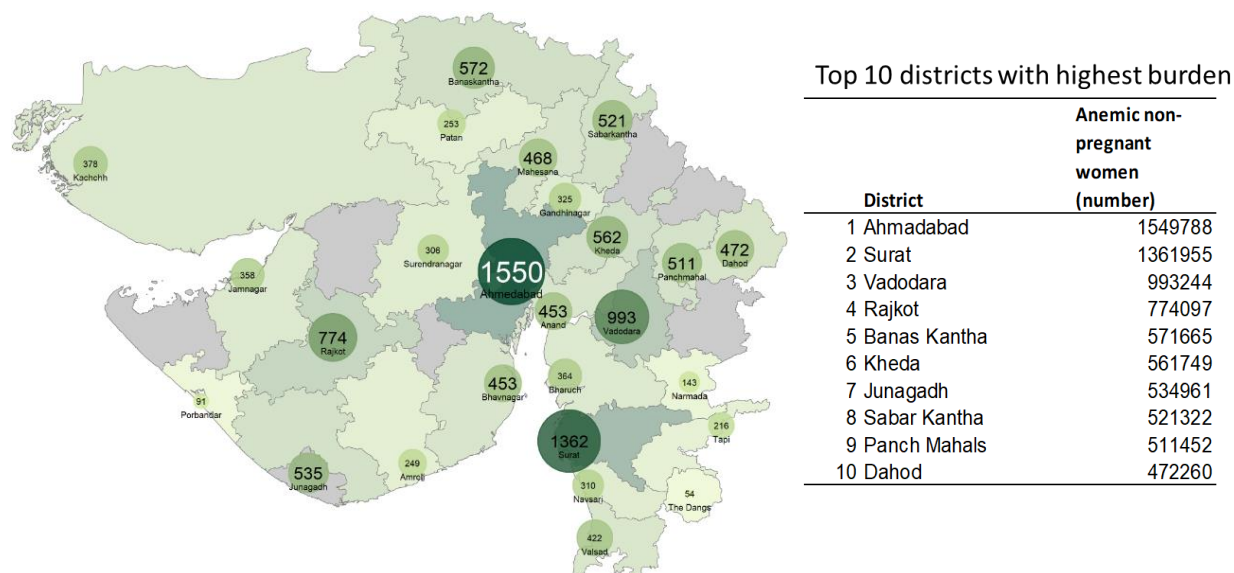 572
Banaskantha
253
Patan
521
Sabarkantha
378
Kachchh
468
Mahesana
325
Gandhinagar
306
Surendranagar
562
Kheda
511
Panchmahal
472
Dahod
1550
Ahmedabad
358
Jamnagar
453
Anand
993
Vadodara
774
Rajkot
453
Bhavnagar
364
Bharuch
143
Narmada
91
Porbandar
216
Tapi
1362
Surat
535
Junagadh
249
Amreli
310
Navsari
54
The Dangs
422
Valsad
Top 10 districts with highest burden
Anemic non-
pregnant
women
District (number)
1 Ahmadabad 1549788
2 Surat 1361955
3 Vadodara 993244
4 Rajkot 774097
5 Banas Kantha 571665
6 Kheda 561749
7 Junagadh 534961
8 Sabar Kantha 521322
9 Panch Mahals 511452
10 Dahod 472260